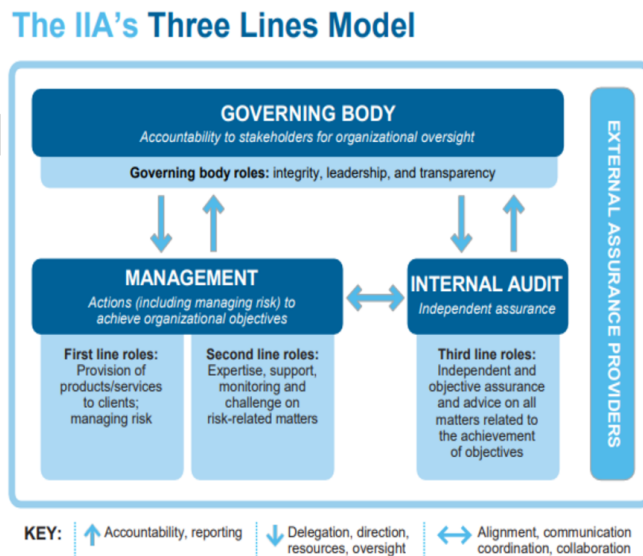 The IIA's Three Lines Model
GOVERNING BODY
Accountability to stakeholders for organizational oversight
Governing body roles: integrity, leadership, and transparency
MANAGEMENT
Actions (including managing risk) to
achieve organizational objectives
First line roles:
Provision of
products/services
to clients;
managing risk
Second line roles:
Expertise, support,
monitoring and
challenge on
risk-related matters
INTERNAL AUDIT
Independent assurance
Third line roles:
Independent and
objective assurance
and advice on all
matters related to
the achievement
of objectives
EXTERNAL ASSURANCE PROVIDERS
KEY:
Accountability, reporting
Delegation, direction,
resources, oversight
Alignment, communication
coordination, collaboration